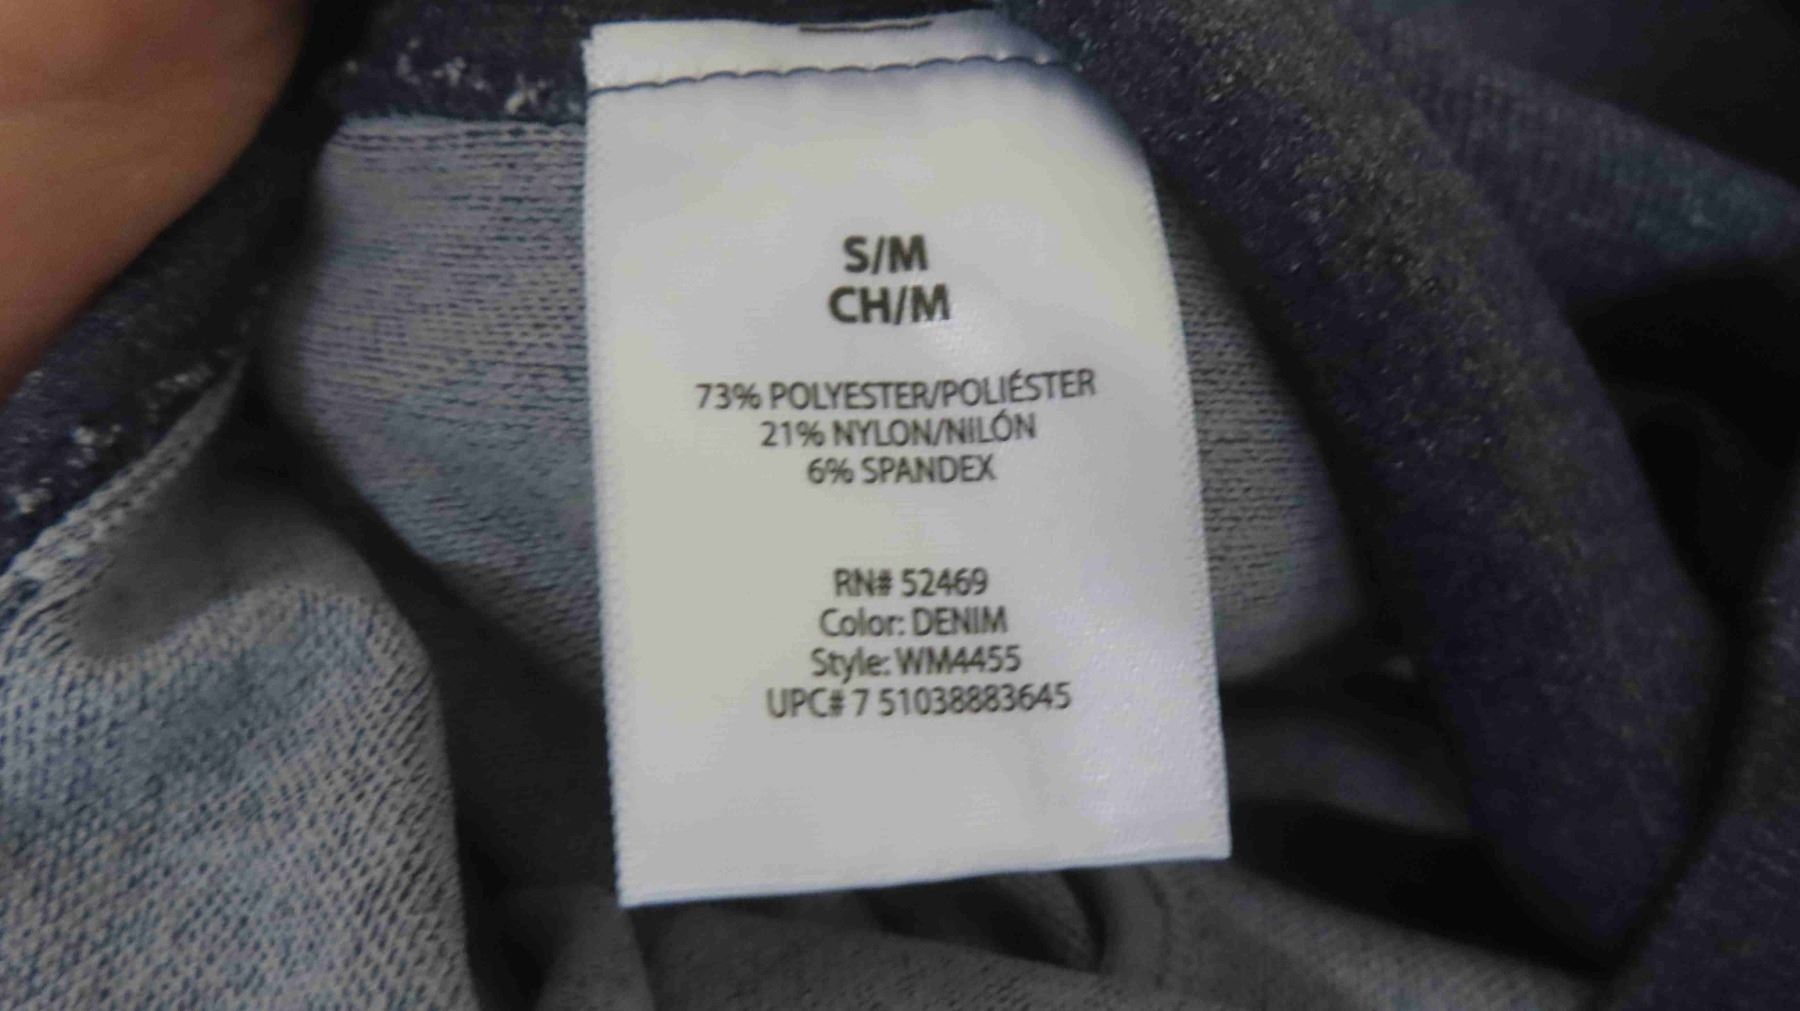 S/M
CH/M
73% POLYESTER/POLIÉSTER
21% NYLON/NILÓN
6% SPANDEX
RN# 52469
Color: DENIM
Style: WM4455
UPC# 7 51038883645